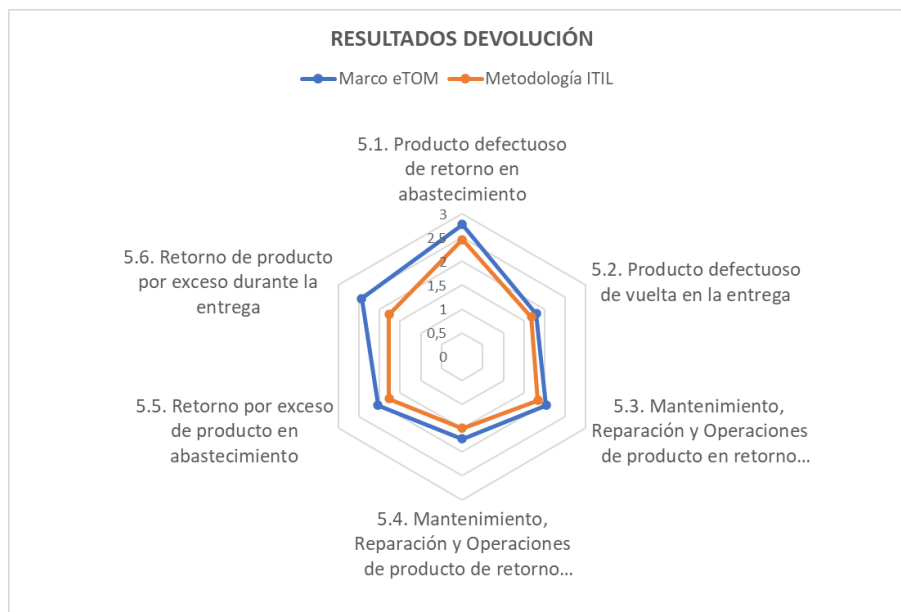 RESULTADOS DEVOLUCIÓN
Marco eTOM Metodología ITIL
5.1. Producto defectuoso
de retorno en
abastecimiento
3
2,5
2
1,5
1
0,5
0
5.6. Retorno de producto
por exceso durante la
entrega
5.2. Producto defectuoso
de vuelta en la entrega
5.5. Retorno por exceso
de producto en
abastecimiento
5.3. Mantenimiento,
Reparación y Operaciones
de producto en retorno...
5.4. Mantenimiento,
Reparación y Operaciones
de producto de retorno...